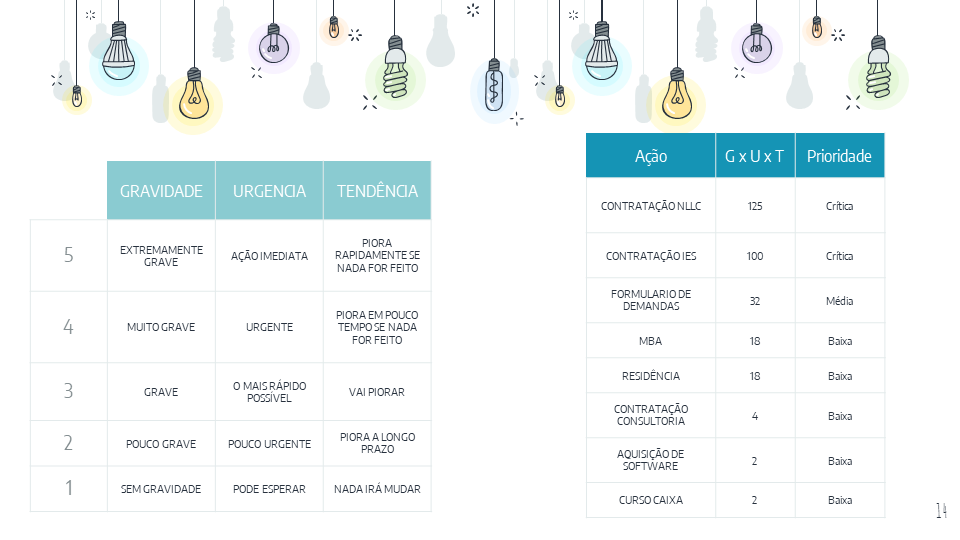 GRAVIDADE URGENCIA TENDÊNCIA
5 EXTREMAMENTE GRAVE AÇÃO IMEDIATA PIORA RAPIDAMENTE SE NADA FOR FEITO
4 MUITO GRAVE URGENTE PIORA EM POUCO TEMPO SE NADA FOR FEITO
3 GRAVE O MAIS RÁPIDO POSSÍVEL VAI PIORAR
2 POUCO GRAVE POUCO URGENTE PIORA A LONGO PRAZO
1 SEM GRAVIDADE PODE ESPERAR NADA IRÁ MUDAR
Ação G x U x T Prioridade
CONTRATAÇÃO NLLC 125 Crítica
CONTRATAÇÃO IES 100 Crítica
FORMULARIO DE DEMANDAS 32 Média
MBA 18 Baixa
RESIDÊNCIA 18 Baixa
CONTRATAÇÃO CONSULTORIA 4 Baixa
AQUISIÇÃO DE SOFTWARE 2 Baixa
CURSO CAIXA 2 Baixa
14